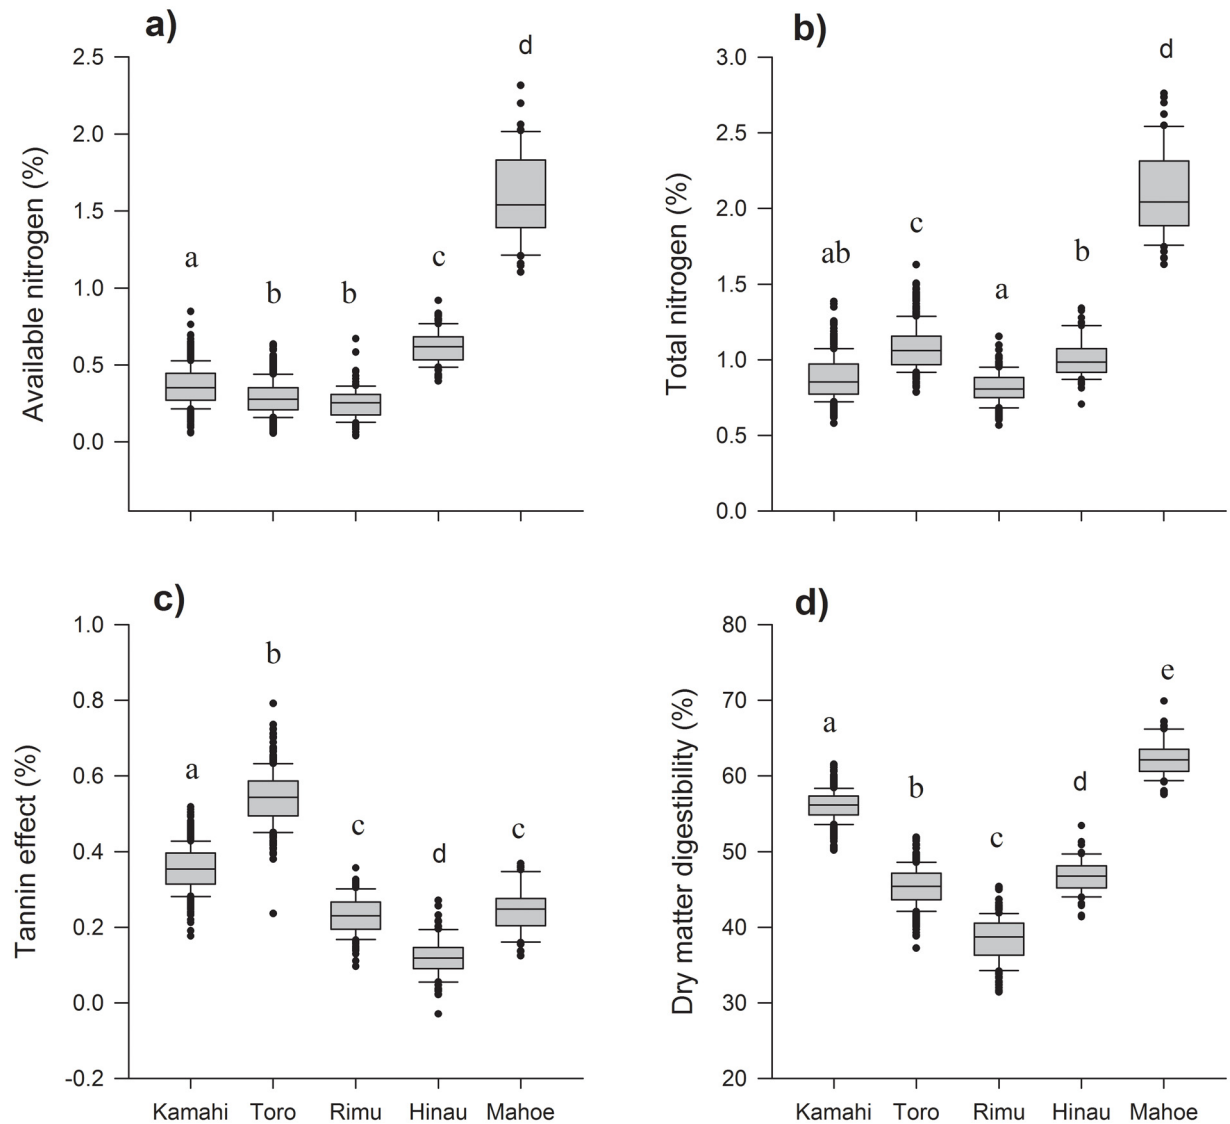 a)
Available nitrogen (%)
2.5
2.0
1.5
1.0
0.5
0.0
a
b
b
c
d
b)
Total nitrogen (%)
3.0
2.5
2.0
1.5
1.0
0.5
0.0
ab
c
a
b
d
c)
Tannin effect (%)
1.0
0.8
0.6
0.4
0.2
0.0
-0.2
a
b
c
d
c
Kamahi Toro Rimu Hinau Mahoe
d)
Dry matter digestibility (%)
80
70
60
50
40
30
20
a
b
c
d
e
Kamahi Toro Rimu Hinau Mahoe